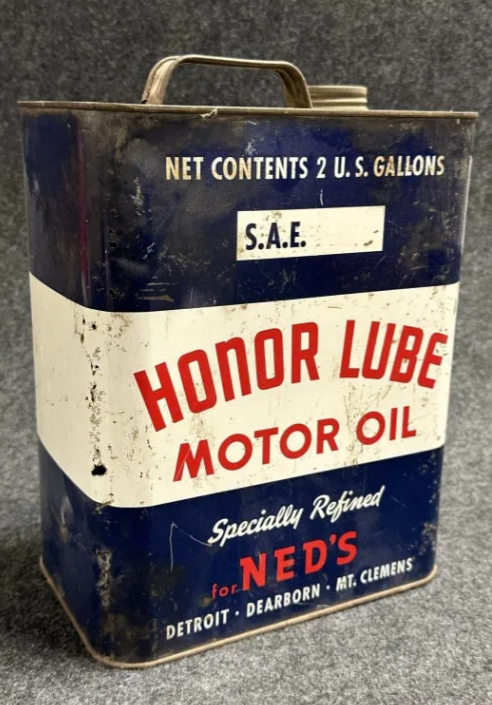 NET CONTENTS 2 U.S. GALLONS
S.A.E.
HONOR LUBE
MOTOR OIL
Specially Refined
for NED'S
DETROIT · DEARBORN · MT. CLEMENS